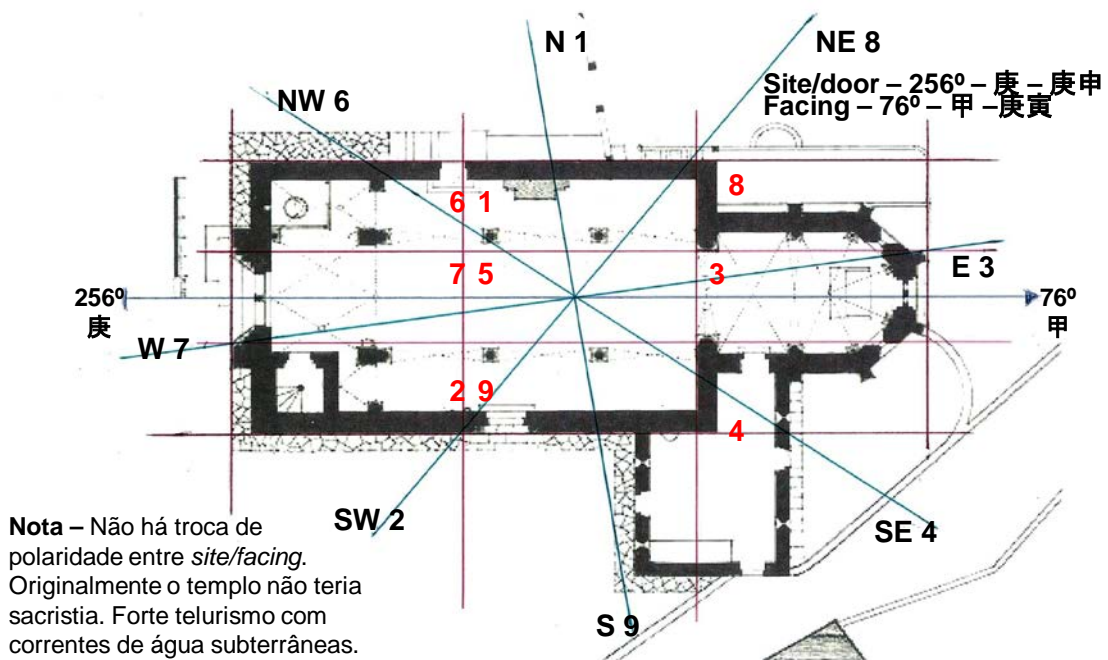 N 1
NE 8
Site/door – 256º – 庚 – 庚申
Facing – 76º – 甲 –庚寅
NW 6
8
6 1
7 5
3
E 3
256º
庚
76º
甲
W 7
2 9
4
SW 2
SE 4
S 9
Nota – Não há troca de
polaridade entre site/facing.
Originalmente o templo não teria
sacristia. Forte telurismo com
correntes de água subterrâneas.